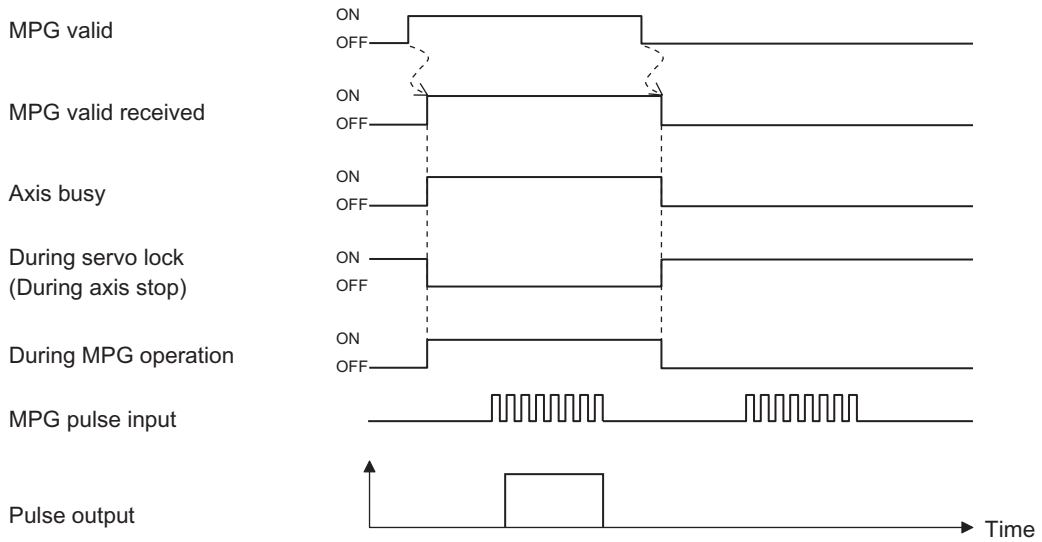 MPG valid
ON
OFF
MPG valid received
ON
OFF
Axis busy
ON
OFF
During servo lock
(During axis stop)
ON
OFF
During MPG operation
ON
OFF
MPG pulse input
Pulse output
Time